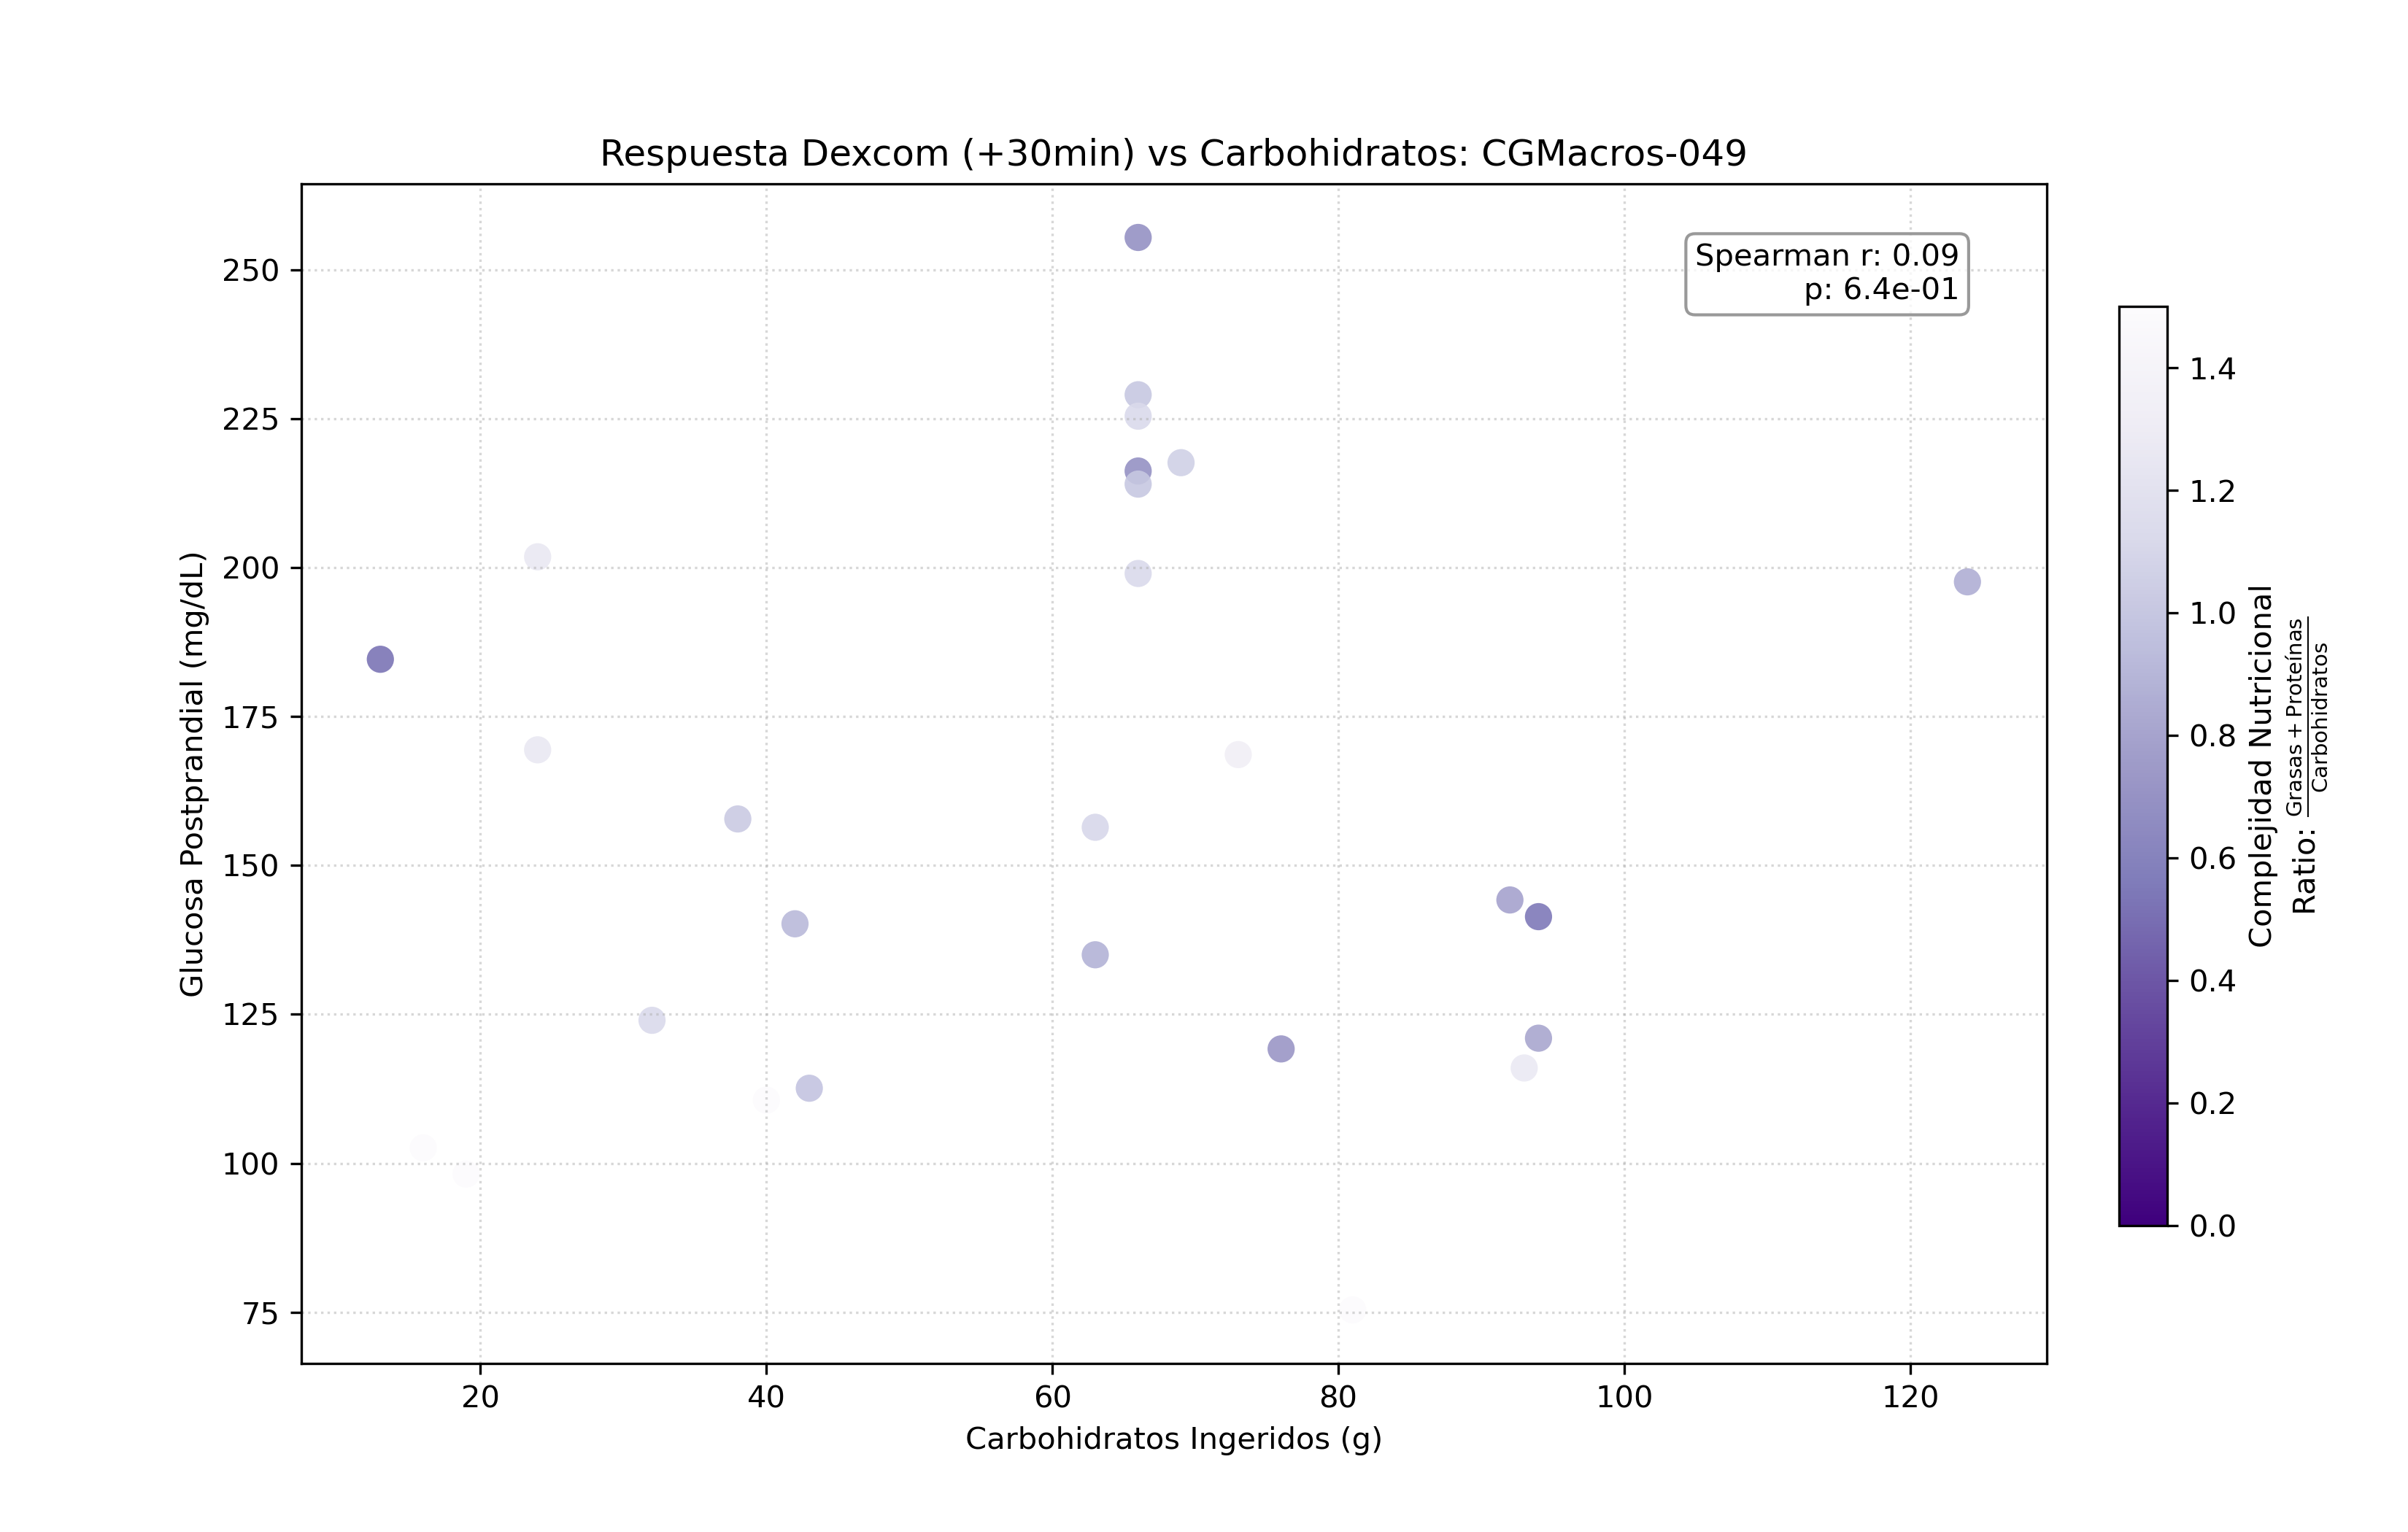 Respuesta Dexcom (+30min) vs Carbohidratos: CGMacros-049
Spearman r: 0.09
p: 6.4e-01
Glucosa Postprandial (mg/dL)
250
225
200
175
150
125
100
75
20
40
60
80
100
120
Carbohidratos Ingeridos (g)
1.4
1.2
1.0
0.8
0.6
0.4
0.2
0.0
Complejidad Nutricional
Ratio: Grasas + Proteínas
Carbohidratos